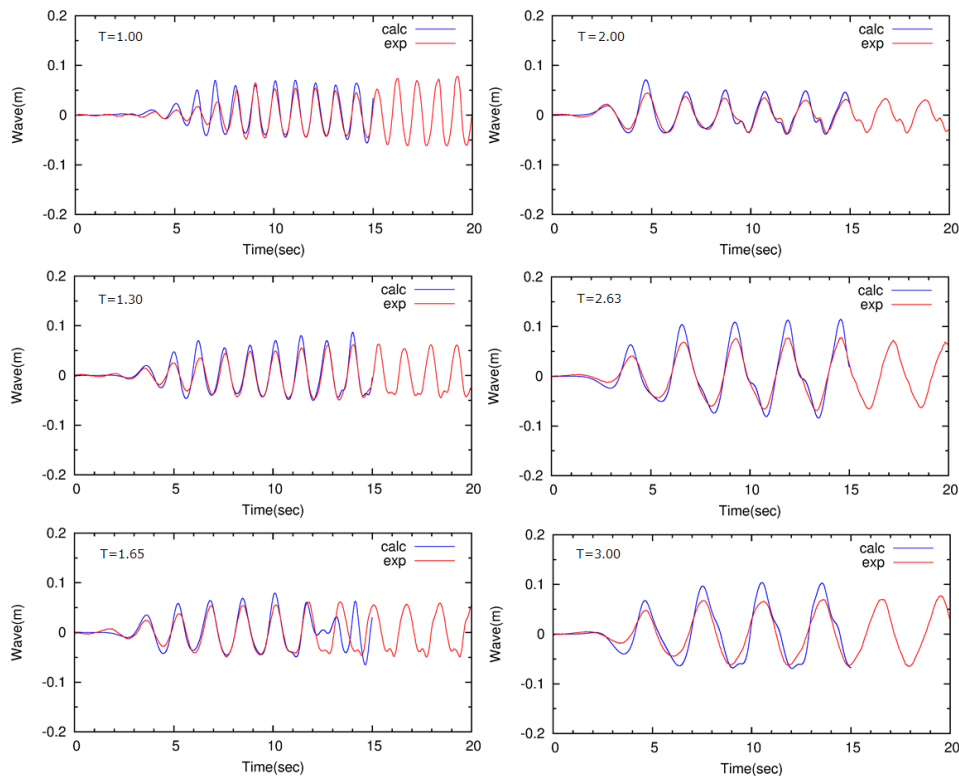 0.2
T=1.00
calc
exp
0.1
Wave(m)
0
-0.1
-0.2
0 5 10 15 20
Time(sec)
0.2
T=2.00
calc
exp
0.1
Wave(m)
0
-0.1
-0.2
0 5 10 15 20
Time(sec)
0.2
T=1.30
calc
exp
0.1
Wave(m)
0
-0.1
-0.2
0 5 10 15 20
Time(sec)
0.2
T=2.63
calc
exp
0.1
Wave(m)
0
-0.1
-0.2
0 5 10 15 20
Time(sec)
0.2
T=1.65
calc
exp
0.1
Wave(m)
0
-0.1
-0.2
0 5 10 15 20
Time(sec)
0.2
T=3.00
calc
exp
0.1
Wave(m)
0
-0.1
-0.2
0 5 10 15 20
Time(sec)